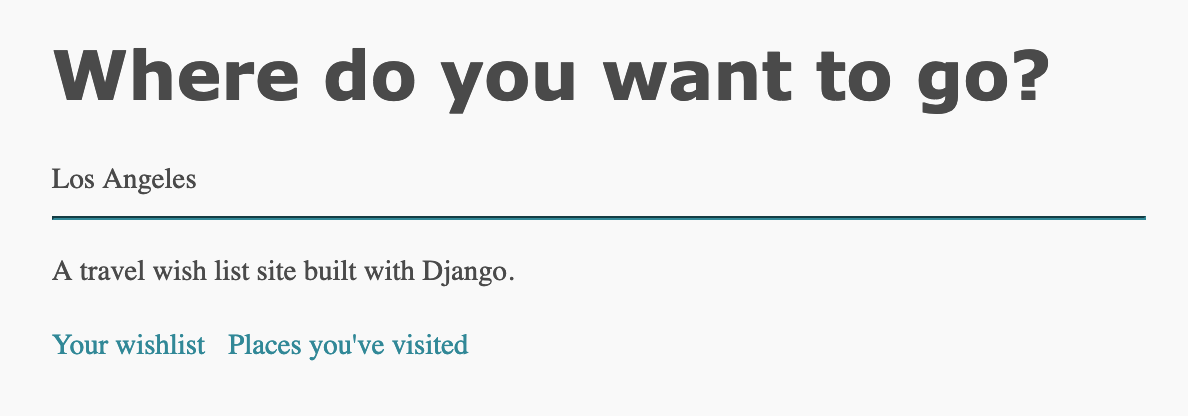 Where do you want to go?
Los Angeles
A travel wish list site built with Django.
Your wishlist Places you've visited